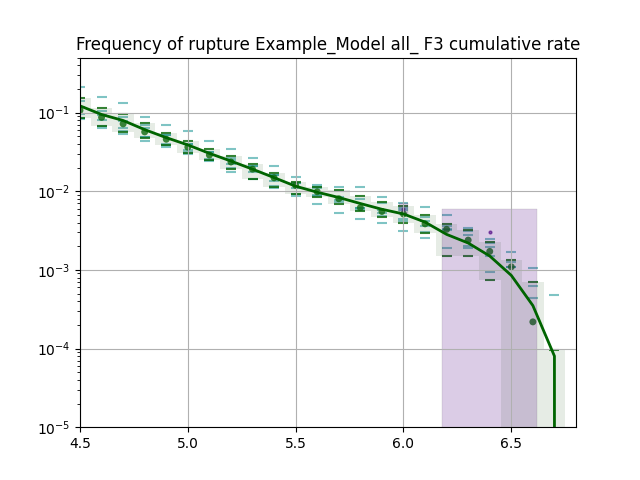 Frequency of rupture Example_Model all_ F3 cumulative rate
10⁻¹
10⁻²
10⁻³
10⁻⁴
10⁻⁵
4.5 5.0 5.5 6.0 6.5